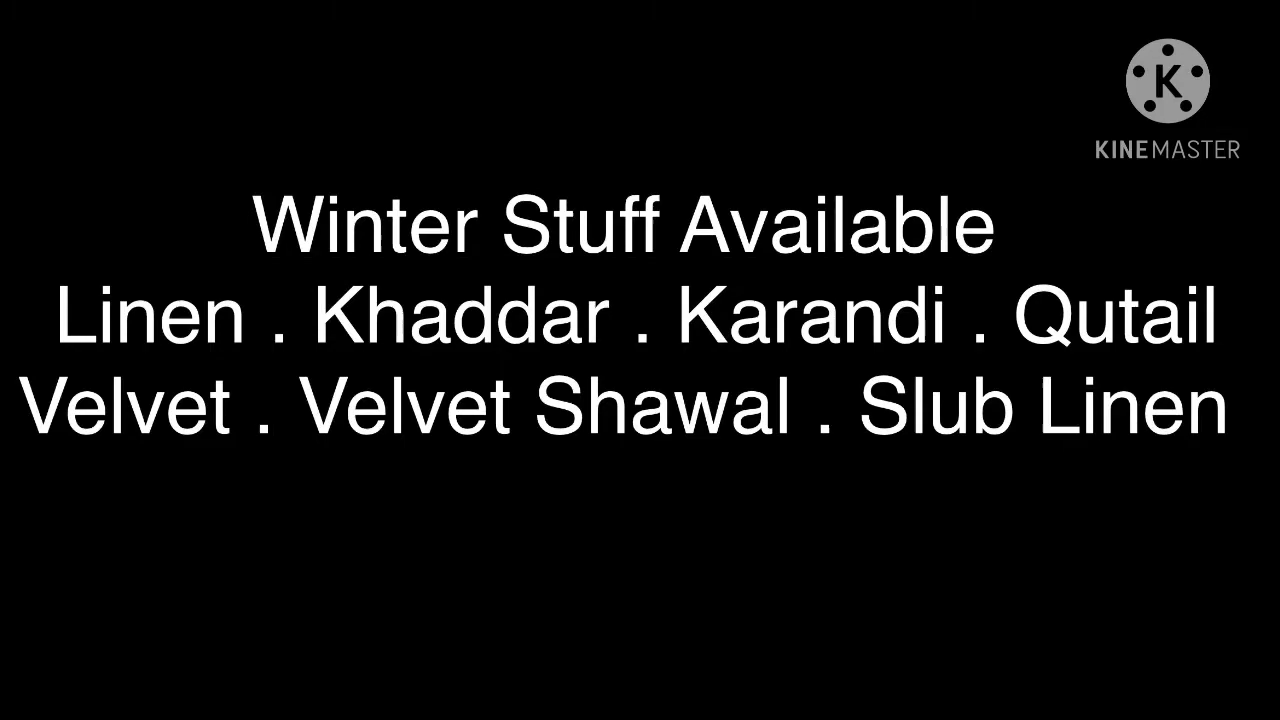 K
KINEMASTER
Winter Stuff Available
Linen . Khaddar . Karandi . Qutail
Velvet . Velvet Shawal . Slub Linen